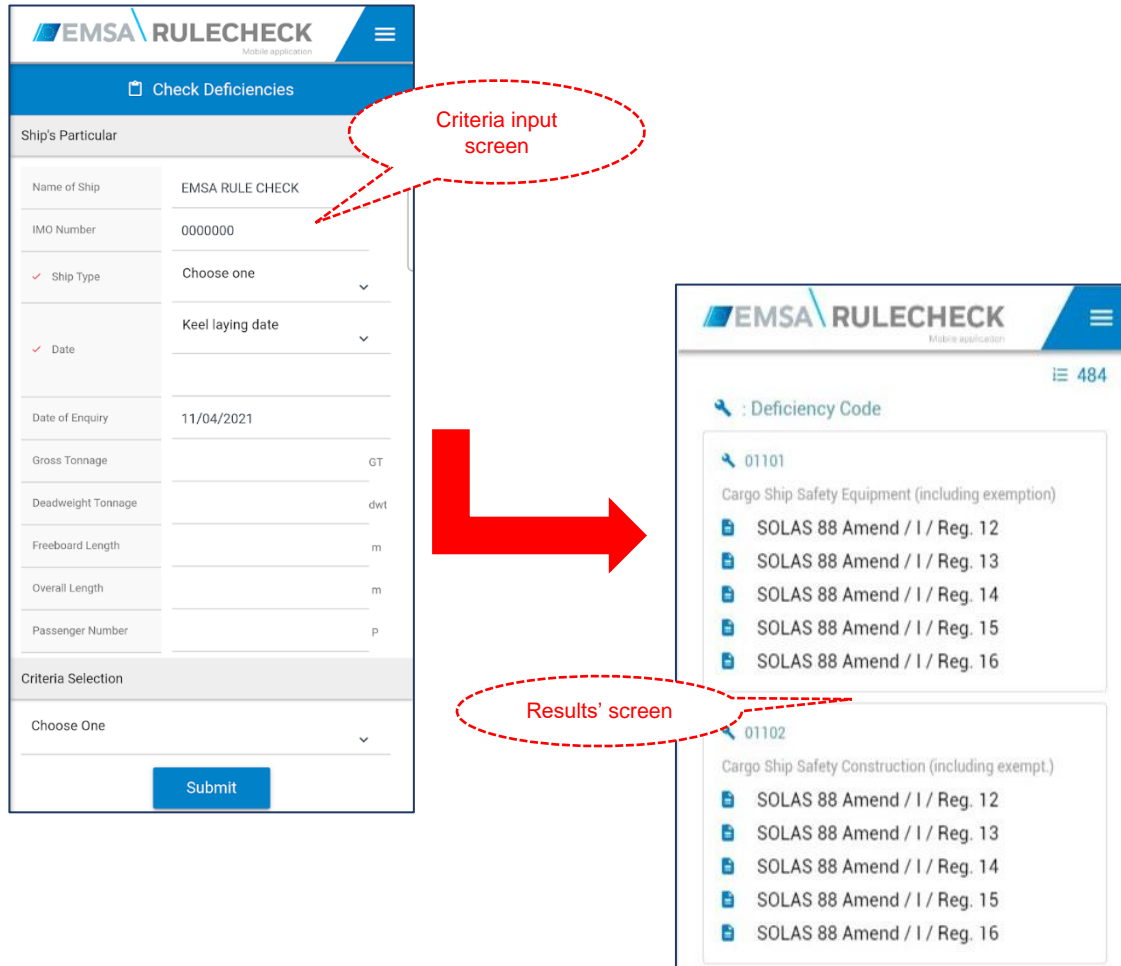 EMSA RULECHECK
Mobile application
Check Deficiencies
Ship's Particular
Name of Ship EMSA RULE CHECK
IMO Number 0000000
Ship Type Choose one
Keel laying date
Date
Date of Enquiry 11/04/2021
Gross Tonnage GT
Deadweight Tonnage dwt
Freeboard Length m
Overall Length m
Passenger Number P
Criteria Selection
Choose One
Submit
Criteria input
screen
EMSA RULECHECK
Mobile application
484
: Deficiency Code
01101
Cargo Ship Safety Equipment (including exemption)
SOLAS 88 Amend / I / Reg. 12
SOLAS 88 Amend / I / Reg. 13
SOLAS 88 Amend / I / Reg. 14
SOLAS 88 Amend / I / Reg. 15
SOLAS 88 Amend / I / Reg. 16
Results' screen
01102
Cargo Ship Safety Construction (including exempt.)
SOLAS 88 Amend / I / Reg. 12
SOLAS 88 Amend / I / Reg. 13
SOLAS 88 Amend / I / Reg. 14
SOLAS 88 Amend / I / Reg. 15
SOLAS 88 Amend / I / Reg. 16